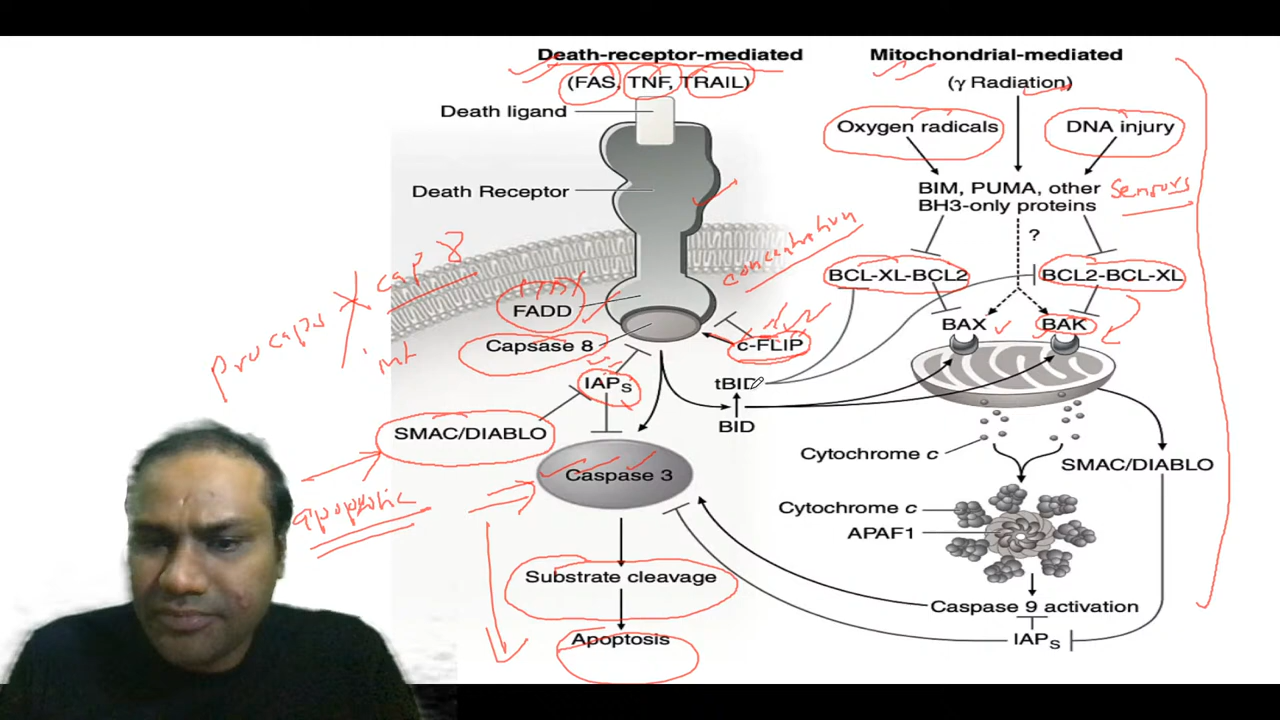 Death-receptor-mediated
(FAS, TNF, TRAIL)
Death ligand
Death Receptor
concentration
procaps
cap 8
FADD
Capsase 8
c-FLIP
IAPs
tBID
BID
SMAC/DIABLO
apoptotic
Caspase 3
Substrate cleavage
Apoptosis
Mitochondrial-mediated
(γ Radiation)
Oxygen radicals
DNA injury
BIM, PUMA, other
BH3-only proteins
Sensors
?
BCL-XL-BCL2
BCL2-BCL-XL
BAX
BAK
Cytochrome c
SMAC/DIABLO
Cytochrome c
APAF1
Caspase 9 activation
IAPs